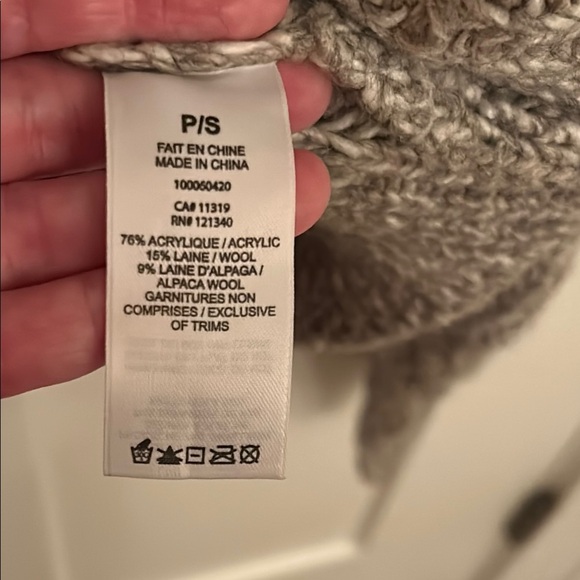 P/S
FAIT EN CHINE
MADE IN CHINA
100060420
CA# 11319
RN# 121340
76% ACRYLIQUE / ACRYLIC
15% LAINE / WOOL
9% LAINE D'ALPAGA /
ALPACA WOOL
GARNITURES NON
COMPRISES / EXCLUSIVE
OF TRIMS